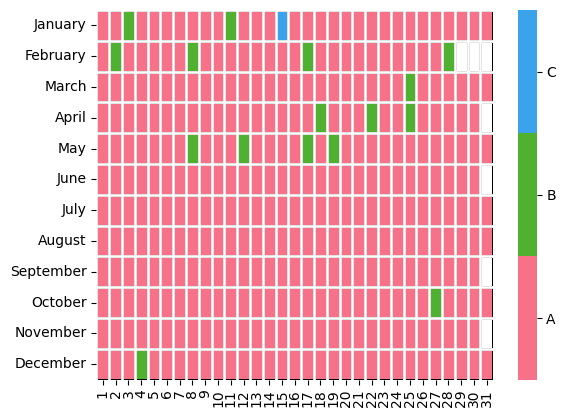 January
February
March
April
May
June
July
August
September
October
November
December
1 2 3 4 5 6 7 8 9 10 11 12 13 14 15 16 17 18 19 20 21 22 23 24 25 26 27 28 29 30 31
C
B
A